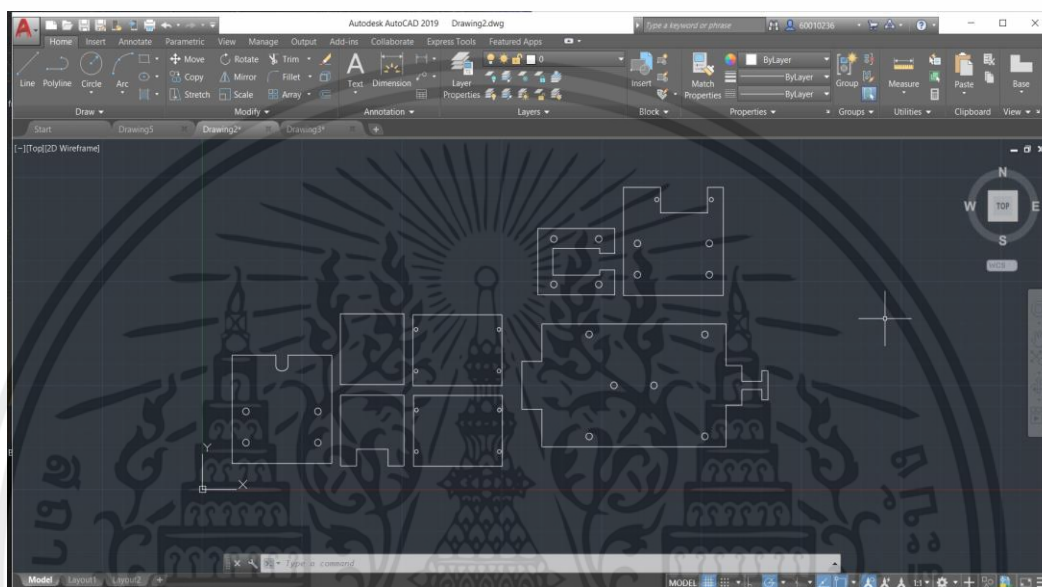 Autodesk AutoCAD 2019 Drawing2.dwg
Type a keyword or phrase
60010236
Home Insert Annotate Parametric View Manage Output Add-ins Collaborate Express Tools Featured Apps
Line Polyline Circle Arc
Move Rotate Trim
Copy Mirror Fillet
Stretch Scale Array
Text Dimension
Layer Properties
0
Insert
Match Properties
ByLayer
ByLayer
ByLayer
Group
Measure
Paste
Base
Draw Modify Annotation Layers Block Properties Groups Utilities Clipboard View
Start Drawing5 Drawing2* Drawing3*
[−][Top][2D Wireframe]
N
W TOP E
S
WCS
Y
X
Type a command
Model Layout1 Layout2 +
MODEL 1:1